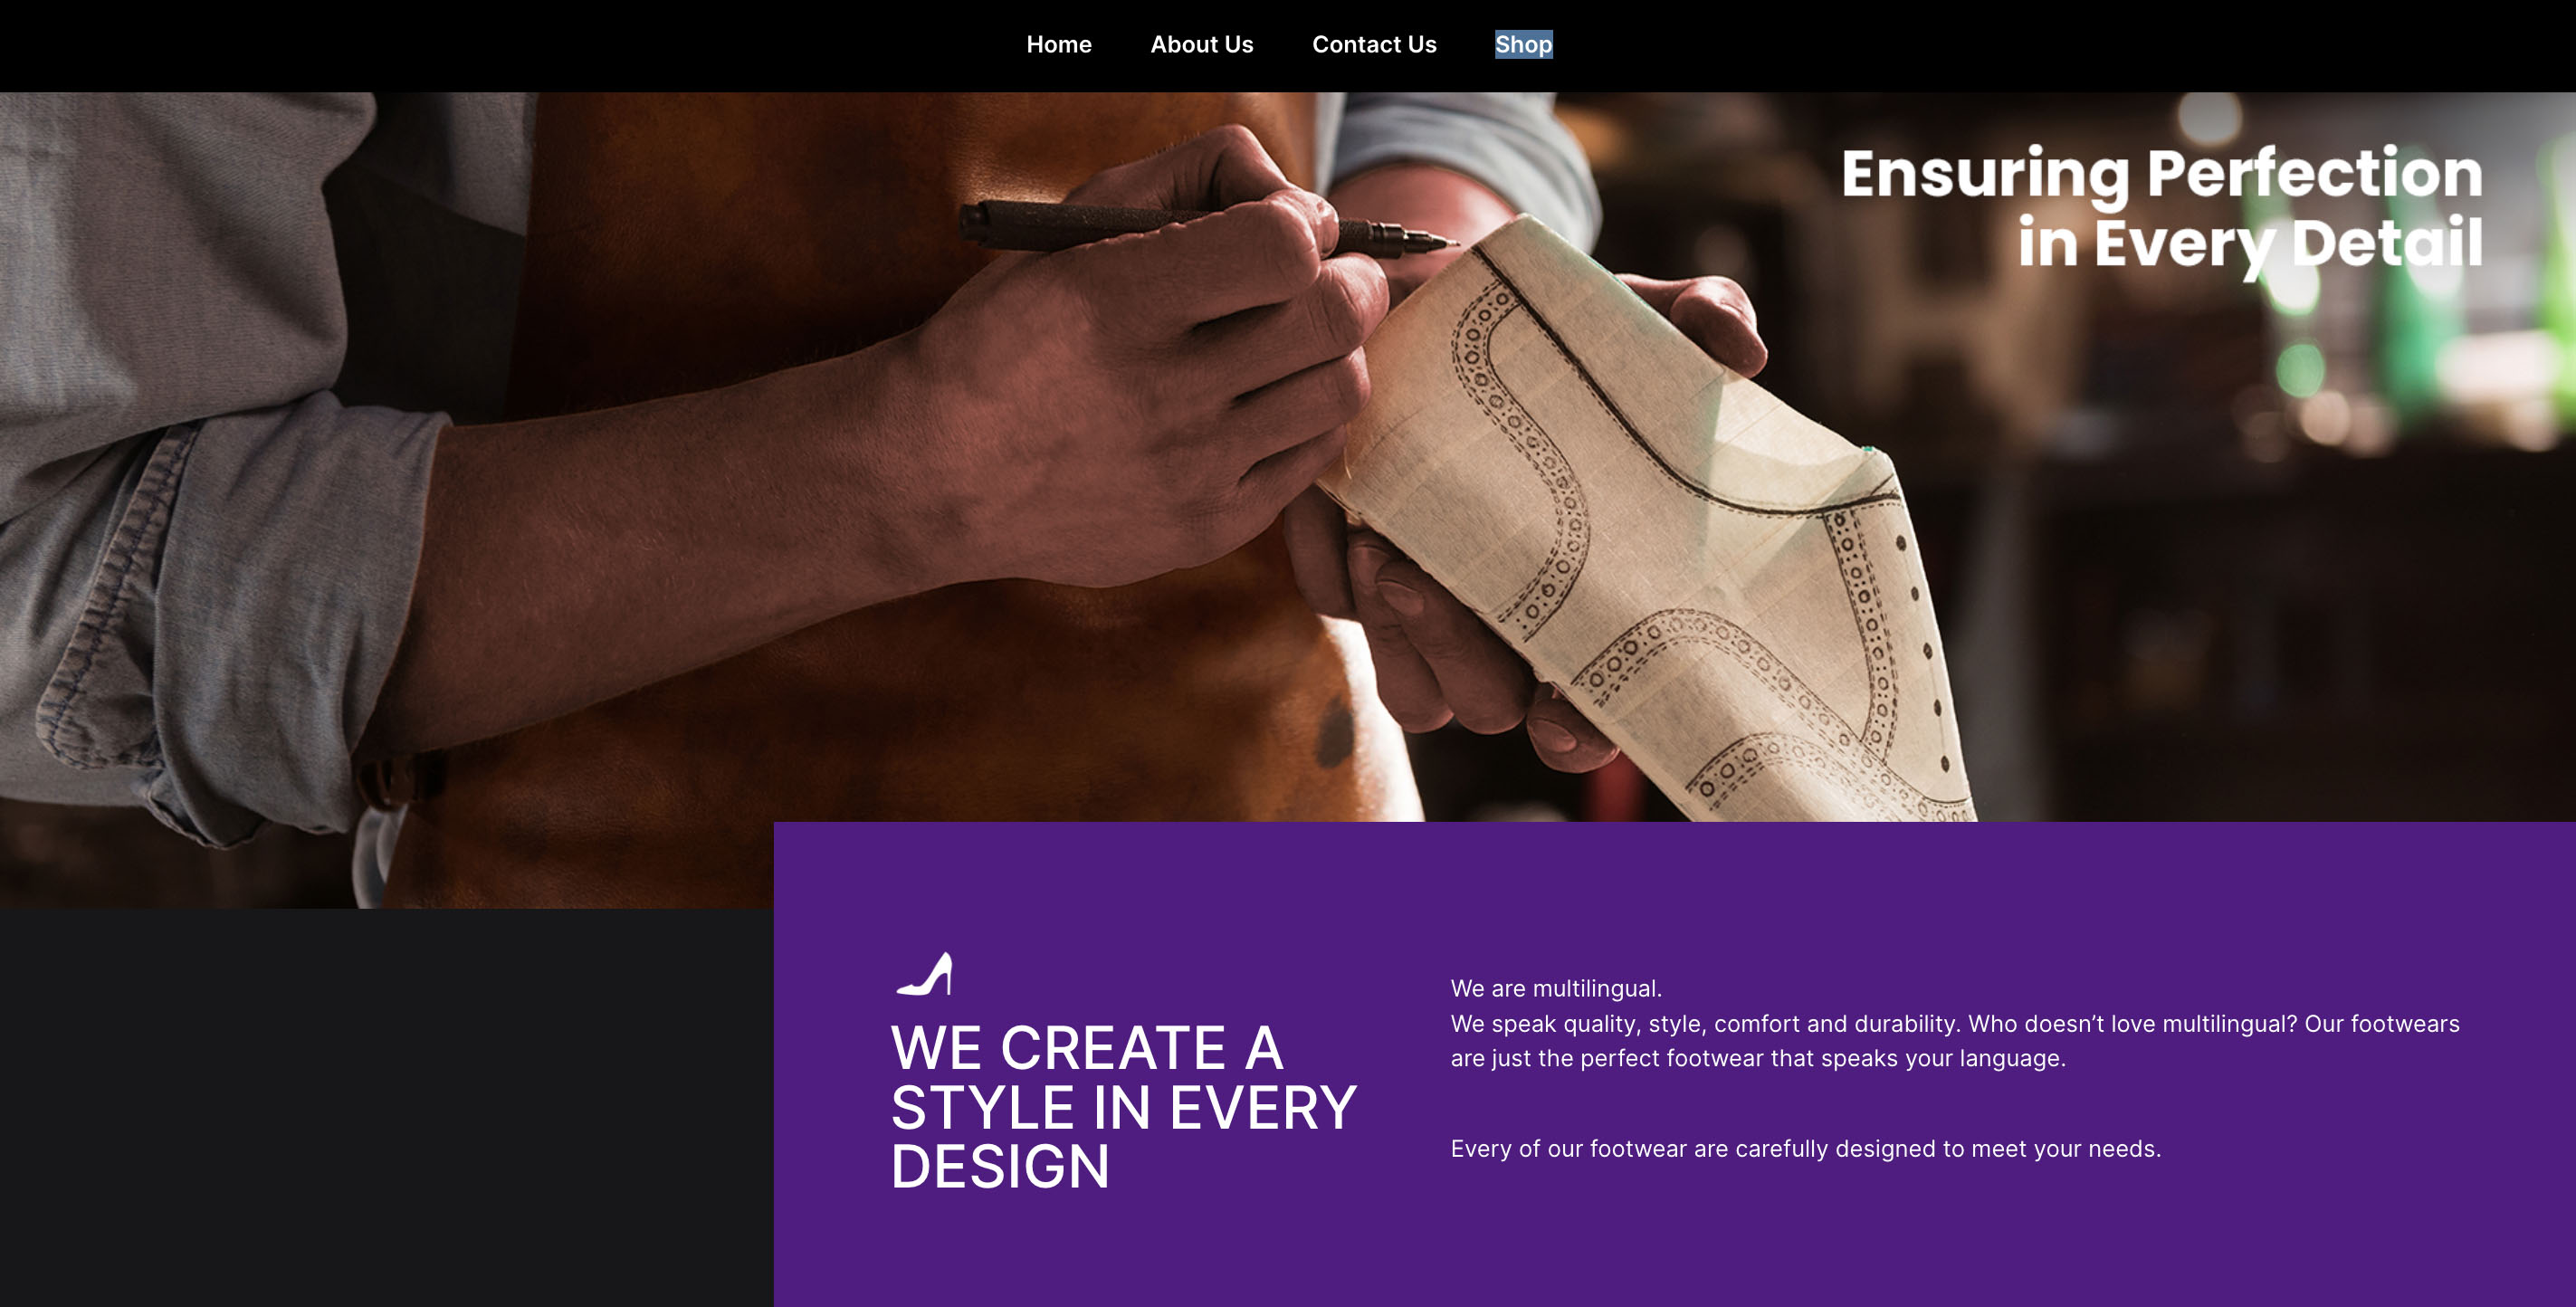 Home About Us Contact Us Shop
Ensuring Perfection
in Every Detail
WE CREATE A
STYLE IN EVERY
DESIGN
We are multilingual.
We speak quality, style, comfort and durability. Who doesn’t love multilingual? Our footwears
are just the perfect footwear that speaks your language.
Every of our footwear are carefully designed to meet your needs.